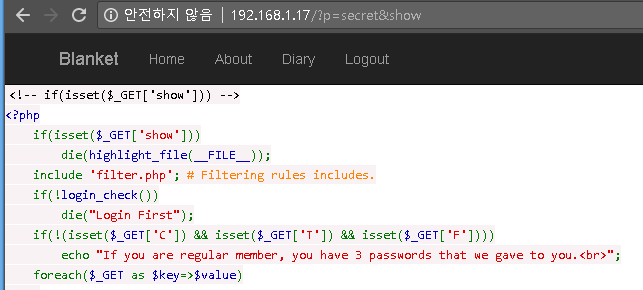 안전하지 않음 | 192.168.1.17/?p=secret&show
Blanket Home About Diary Logout
<!-- if(isset($_GET['show'])) -->
<?php
if(isset($_GET['show']))
die(highlight_file(__FILE__));
include 'filter.php'; # Filtering rules includes.
if(!login_check())
die("Login First");
if(!(isset($_GET['C']) && isset($_GET['T']) && isset($_GET['F'])))
echo "If you are regular member, you have 3 passwords that we gave to you.<br>";
foreach($_GET as $key=>$value)